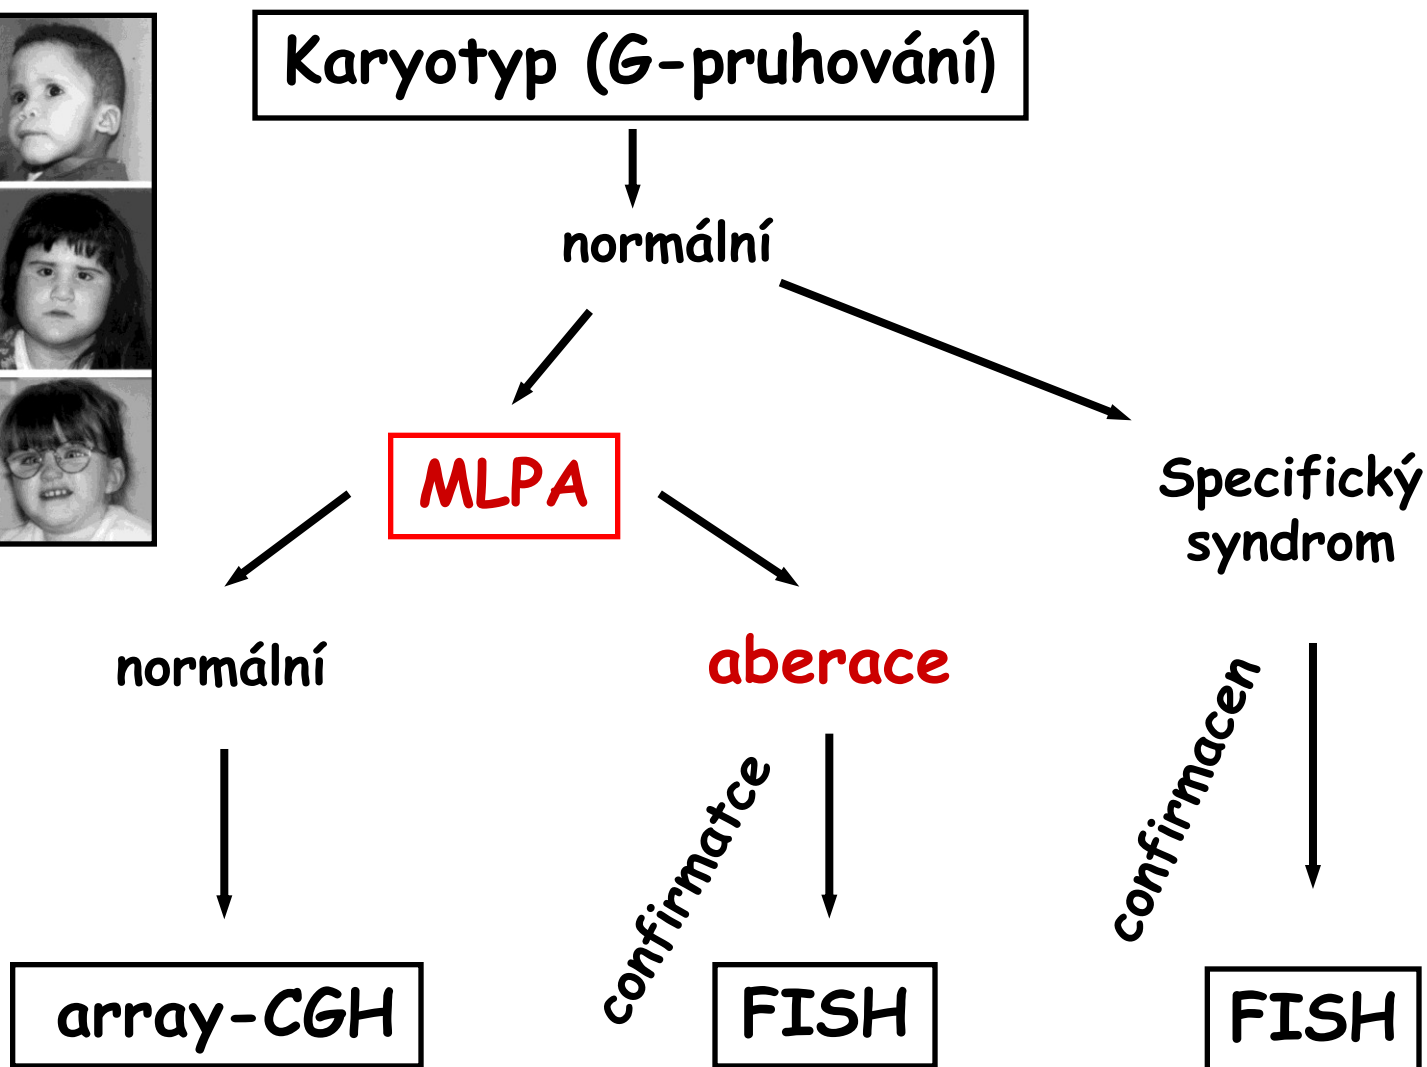 Karyotyp (G-pruhování)
normální
MLPA
Specifický
syndrom
normální
aberace
confirmatce
confirmacen
array-CGH
FISH
FISH